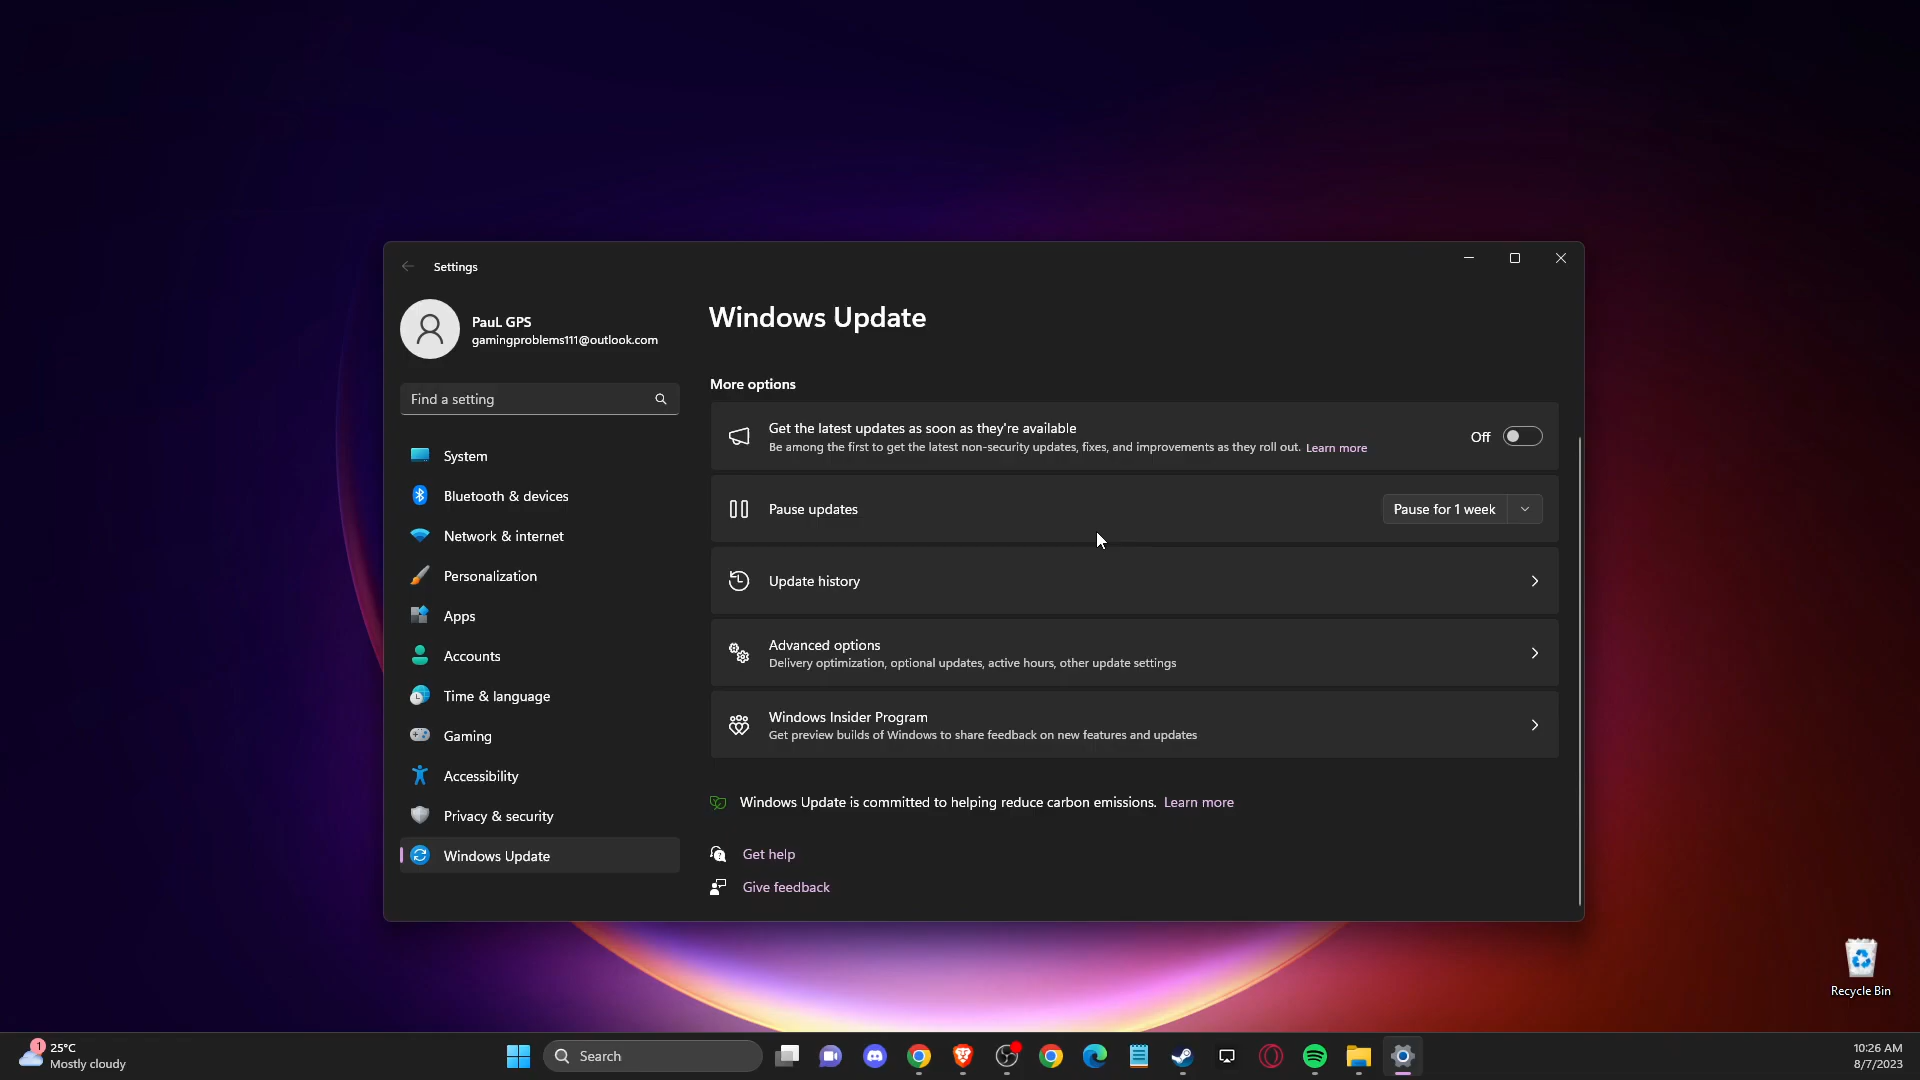 Settings
PauL GPS
gamingproblems111@outlook.com
Find a setting
System
Bluetooth & devices
Network & internet
Personalization
Apps
Accounts
Time & language
Gaming
Accessibility
Privacy & security
Windows Update
Windows Update
More options
Get the latest updates as soon as they're available
Be among the first to get the latest non-security updates, fixes, and improvements as they roll out. Learn more
Off
Pause updates
Pause for 1 week
Update history
Advanced options
Delivery optimization, optional updates, active hours, other update settings
Windows Insider Program
Get preview builds of Windows to share feedback on new features and updates
Windows Update is committed to helping reduce carbon emissions. Learn more
Get help
Give feedback
Recycle Bin
1
25°C
Mostly cloudy
Search
10:26 AM
8/7/2023